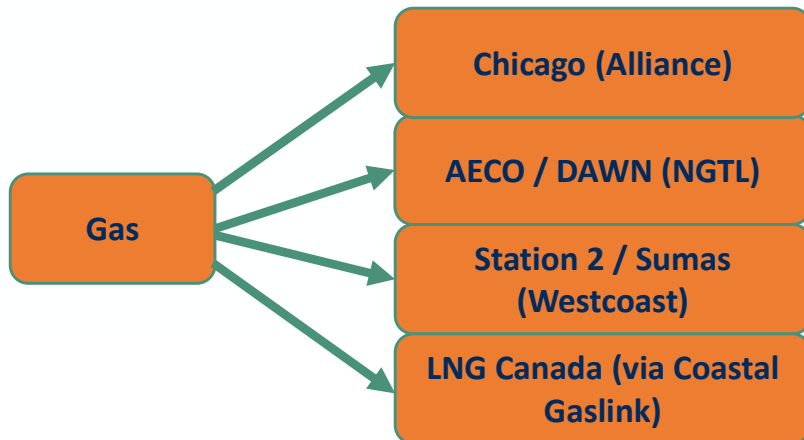 Chicago (Alliance)
AECO / DAWN (NGTL)
Gas
Station 2 / Sumas
(Westcoast)
LNG Canada (via Coastal
Gaslink)